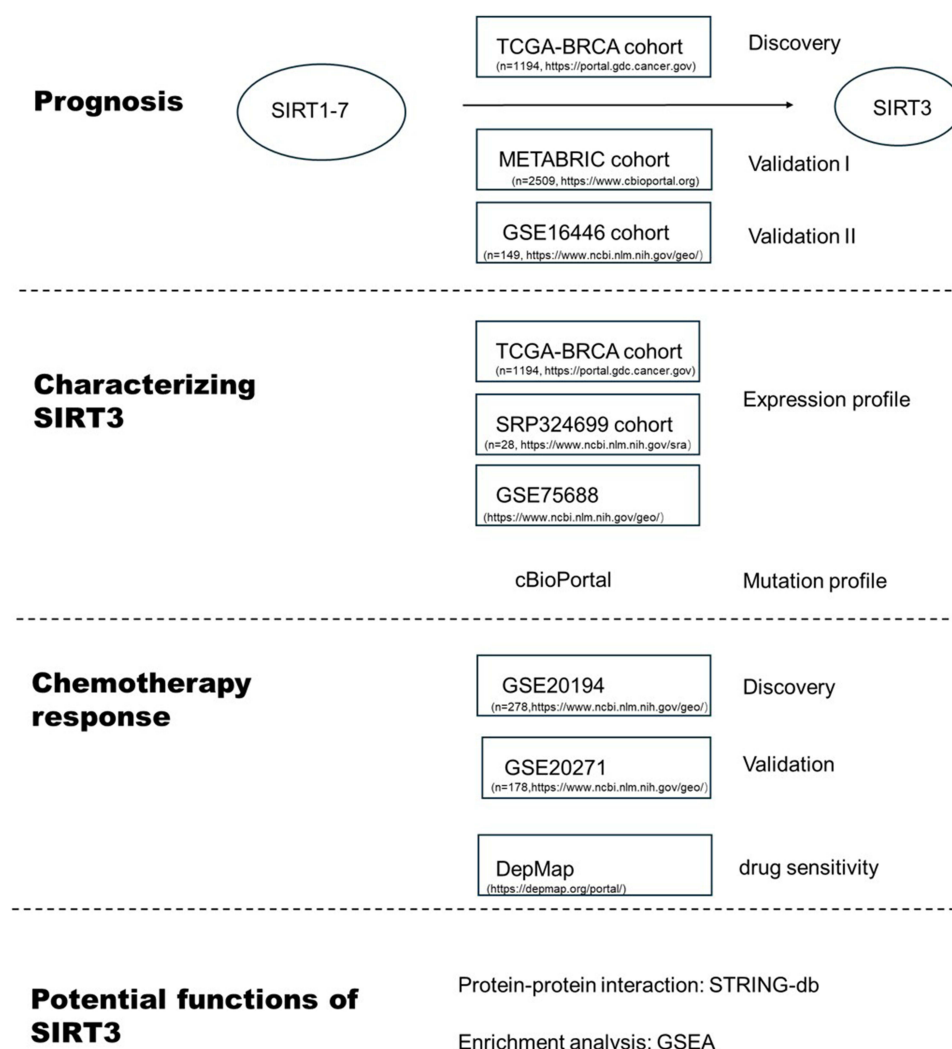 TCGA-BRCA cohort
(n=1194, https://portal.gdc.cancer.gov)
Discovery
Prognosis
SIRT1-7
SIRT3
METABRIC cohort
(n=2509, https://www.cbioportal.org)
Validation I
GSE16446 cohort
(n=149, https://www.ncbi.nlm.nih.gov/geo/)
Validation II
TCGA-BRCA cohort
(n=1194, https://portal.gdc.cancer.gov)
Characterizing
SIRT3
Expression profile
SRP324699 cohort
(n=28, https://www.ncbi.nlm.nih.gov/sra)
GSE75688
(https://www.ncbi.nlm.nih.gov/geo/)
cBioPortal
Mutation profile
Chemotherapy
response
GSE20194
(n=278,https://www.ncbi.nlm.nih.gov/geo/)
Discovery
GSE20271
(n=178,https://www.ncbi.nlm.nih.gov/geo/)
Validation
DepMap
(https://depmap.org/portal/)
drug sensitivity
Potential functions of
SIRT3
Protein-protein interaction: STRING-db
Enrichment analysis: GSEA